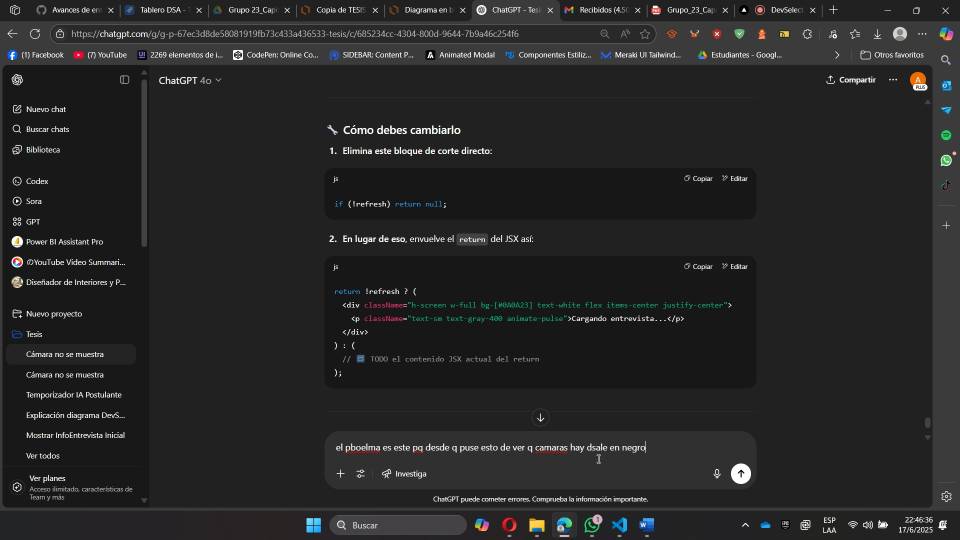 Avances de en
Tablero DSA - T
Grupo 23_Cap
Copia de TESIS
Diagrama en b
ChatGPT - Tesi
Recibidos (4.50
Grupo_23_Cap
DevSelect
https://chatgpt.com/g/g-p-67ec3d8de58081919fb73c433a436533-tesis/c/685234cc-4304-800d-9644-7b9a46c254f6
(1) Facebook
(7) YouTube
2269 elementos de i...
CodePen: Online Co...
SIDEBAR: Content P...
Animated Modal
Componentes Estiliz...
Meraki UI Tailwind...
Estudiantes - Googl...
Otros favoritos
ChatGPT 4o
Compartir
A
PLUS
Nuevo chat
Buscar chats
Biblioteca
Codex
Sora
GPT
Power BI Assistant Pro
YouTube Video Summari...
Diseñador de Interiores y P...
Nuevo proyecto
Tesis
Cámara no se muestra
Cámara no se muestra
Temporizador IA Postulante
Explicación diagrama DevS...
Mostrar InfoEntrevista Inicial
Ver todos
Ver planes
Acceso ilimitado, características de
Team y más
🔧 Cómo debes cambiarlo
1. Elimina este bloque de corte directo:
js
Copiar
Editar
if (!refresh) return null;
2. En lugar de eso, envuelve el return del JSX así:
js
Copiar
Editar
return !refresh ? (
<div className="h-screen w-full bg-[#0A0A23] text-white flex items-center justify-center">
<p className="text-sm text-gray-400 animate-pulse">Cargando entrevista...</p>
</div>
) : (
// TODO el contenido JSX actual del return
);
el pboelma es este pq desde q puse esto de ver q camaras hay dsale en negro
Investiga
ChatGPT puede cometer errores. Comprueba la información importante.
Buscar
1
ESP
LAA
22:46:36
17/6/2025